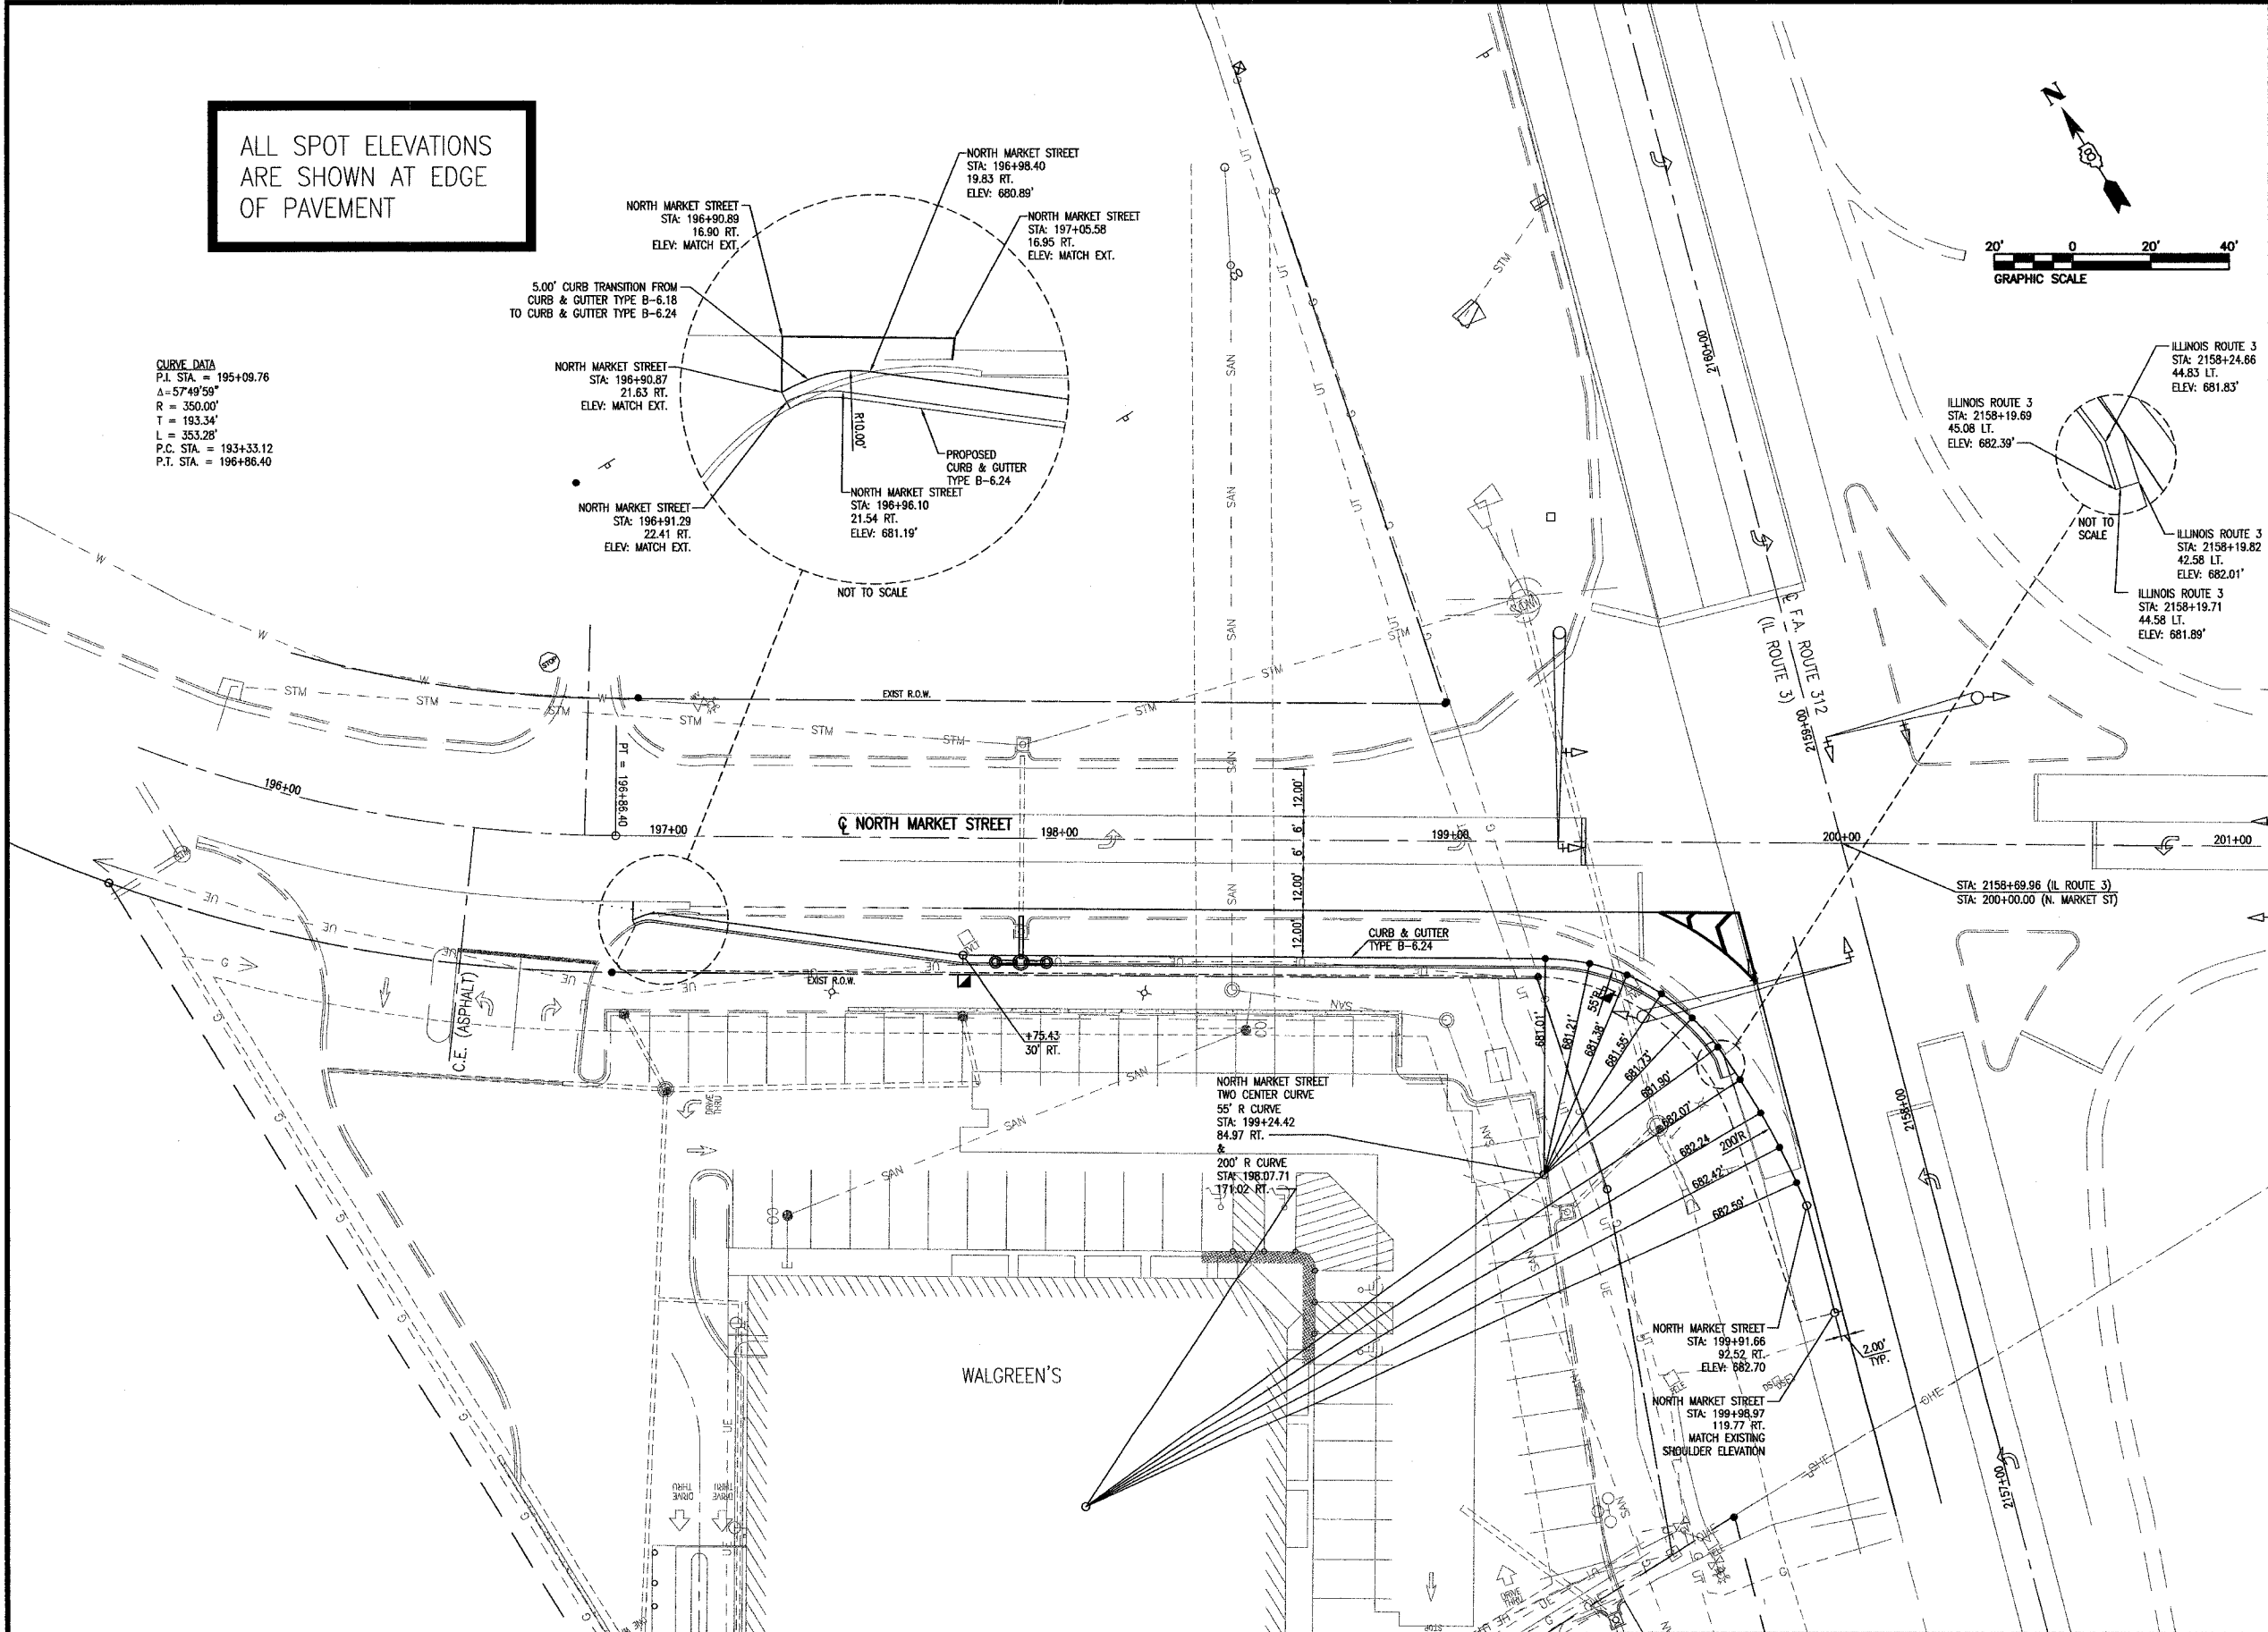 ALL SPOT ELEVATIONS
ARE SHOWN AT EDGE
OF PAVEMENT
CURVE DATA
P.I. STA. = 195+09.76
Δ=57°49'59"
R = 350.00'
T = 193.34'
L = 353.28'
P.C. STA. = 193+33.12
P.T. STA. = 196+86.40
NORTH MARKET STREET
STA: 196+90.89
16.90 RT.
ELEV: MATCH EXT.
NORTH MARKET STREET
STA: 196+98.40
19.83 RT.
ELEV: 680.89'
NORTH MARKET STREET
STA: 197+05.58
16.95 RT.
ELEV: MATCH EXT.
5.00' CURB TRANSITION FROM
CURB & GUTTER TYPE B-6.18
TO CURB & GUTTER TYPE B-6.24
NORTH MARKET STREET
STA: 196+90.87
21.63 RT.
ELEV: MATCH EXT.
R10.00'
PROPOSED
CURB & GUTTER
TYPE B-6.24
NORTH MARKET STREET
STA: 196+96.10
21.54 RT.
ELEV: 681.19'
NORTH MARKET STREET
STA: 196+91.29
22.41 RT.
ELEV: MATCH EXT.
NOT TO SCALE
N
20' 0 20' 40'
GRAPHIC SCALE
ILLINOIS ROUTE 3
STA: 2158+24.66
44.83 LT.
ELEV: 681.83'
ILLINOIS ROUTE 3
STA: 2158+19.69
45.08 LT.
ELEV: 682.39'
NOT TO
SCALE
ILLINOIS ROUTE 3
STA: 2158+19.82
42.58 LT.
ELEV: 682.01'
ILLINOIS ROUTE 3
STA: 2158+19.71
44.58 LT.
ELEV: 681.89'
2160+00
℄ F.A. ROUTE 312
(IL ROUTE 3)
2159+00
STOP
EXIST R.O.W.
196+00
PT = 196+86.40
197+00
℄ NORTH MARKET STREET
198+00
199+00
200+00
201+00
12.00'
6'
6'
12.00'
12.00'
STA: 2158+69.96 (IL ROUTE 3)
STA: 200+00.00 (N. MARKET ST)
CURB & GUTTER
TYPE B-6.24
EXIST R.O.W.
C.E. (ASPHALT)
+75.43
30' RT.
681.01'
681.21'
681.38'
55'R
681.55'
681.73'
681.90'
682.07'
682.24
200'R
682.42'
682.59'
NORTH MARKET STREET
TWO CENTER CURVE
55' R CURVE
STA: 199+24.42
84.97 RT.
&
200' R CURVE
STA: 198.07.71
171.02 RT.
DRIVE
THRU
2158+00
2157+00
WALGREEN'S
NORTH MARKET STREET
STA: 199+91.66
92.52 RT.
ELEV: 682.70
2.00'
TYP.
NORTH MARKET STREET
STA: 199+98.97
119.77 RT.
MATCH EXISTING
SHOULDER ELEVATION
DRIVE
THRU
DRIVE
THRU
DRIVE
THRU
STOP